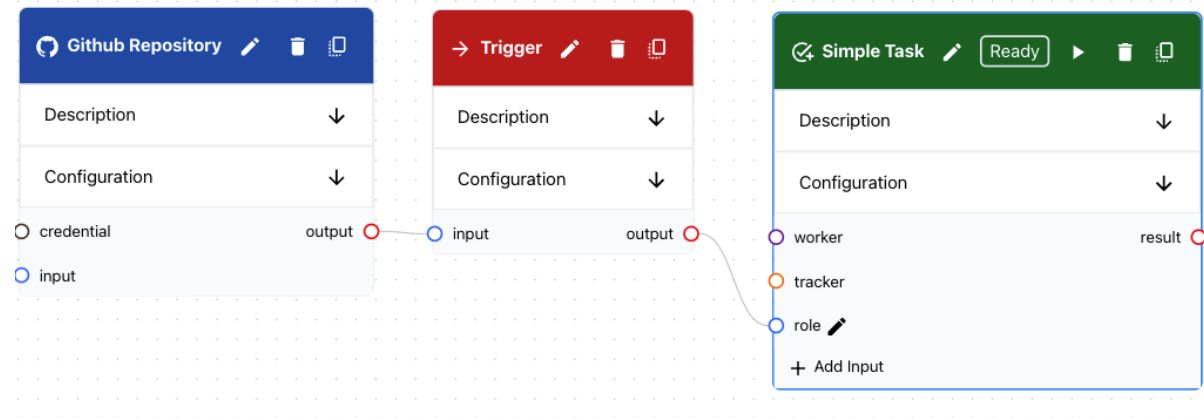 Github Repository
Description
Configuration
credential
output
input
Trigger
Description
Configuration
input
output
Simple Task
Ready
Description
Configuration
worker
result
tracker
role
Add Input